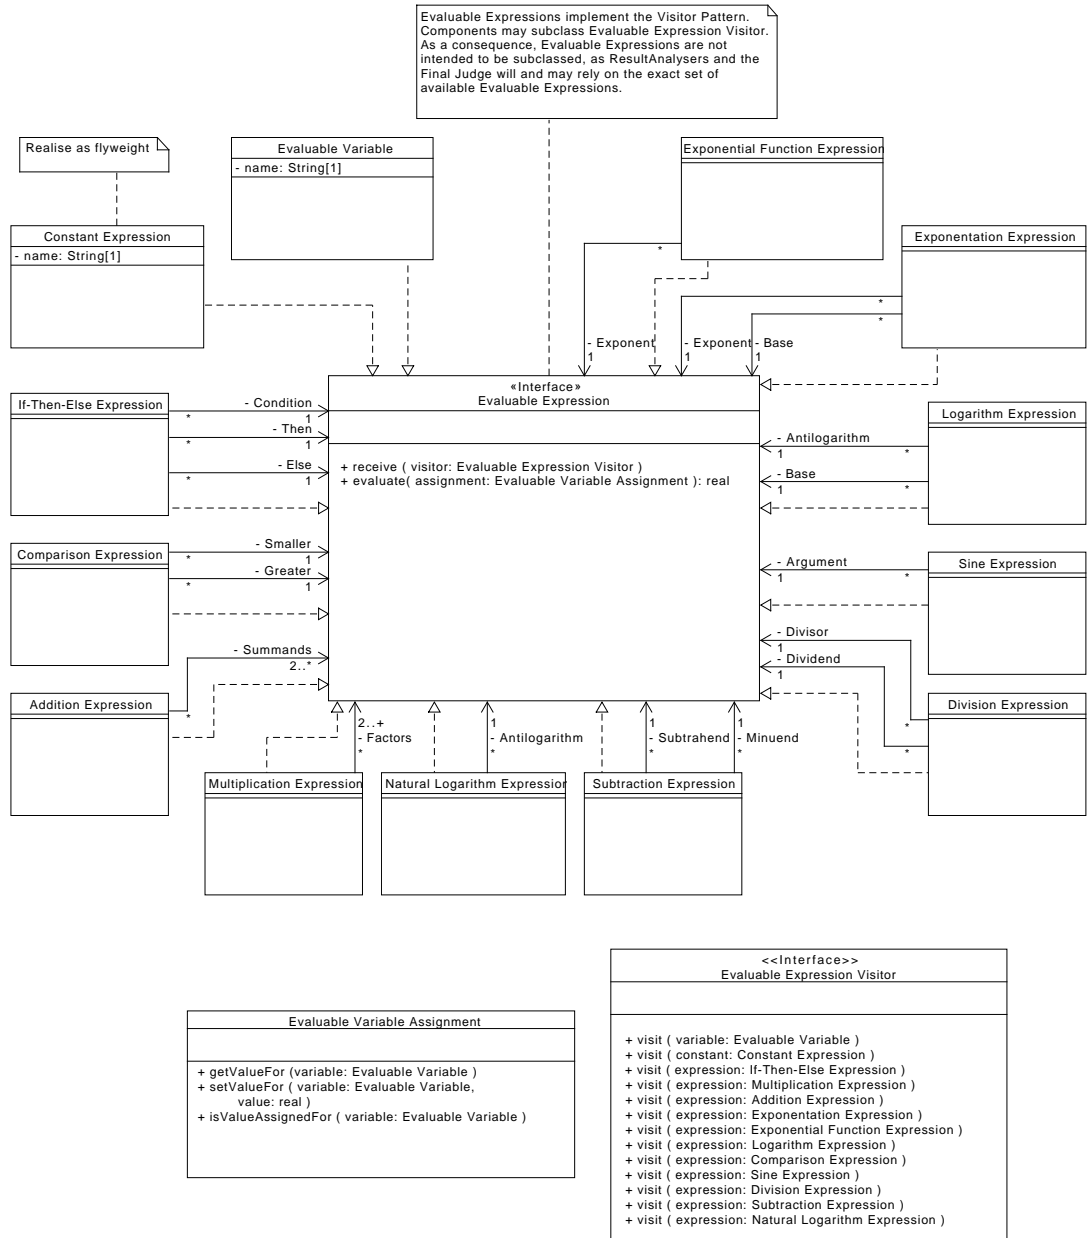 Evaluable Expressions implement the Visitor Pattern.
Components may subclass Evaluable Expression Visitor.
As a consequence, Evaluable Expressions are not
intended to be subclassed, as ResultAnalysers and the
Final Judge will and may rely on the exact set of
available Evaluable Expressions.
Realise as flyweight
Evaluable Variable
- name: String[1]
Exponential Function Expression
Constant Expression
- name: String[1]
Exponentation Expression
*
*
*
- Exponent
1
- Exponent
1
- Base
1
«Interface»
Evaluable Expression
+ receive ( visitor: Evaluable Expression Visitor )
+ evaluate( assignment: Evaluable Variable Assignment ): real
If-Then-Else Expression
- Condition
* 1
- Then
* 1
- Else
* 1
Logarithm Expression
- Antilogarithm
1 *
- Base
1 *
Comparison Expression
- Smaller
* 1
- Greater
* 1
Sine Expression
- Argument
1 *
- Divisor
1
- Dividend
1
- Summands
2..*
*
Addition Expression
Division Expression
*
*
2..+
- Factors
*
1
- Antilogarithm
*
1
- Subtrahend
*
1
- Minuend
*
Multiplication Expression
Natural Logarithm Expression
Subtraction Expression
Evaluable Variable Assignment
+ getValueFor (variable: Evaluable Variable )
+ setValueFor ( variable: Evaluable Variable,
value: real )
+ isValueAssignedFor ( variable: Evaluable Variable )
<<Interface>>
Evaluable Expression Visitor
+ visit ( variable: Evaluable Variable )
+ visit ( constant: Constant Expression )
+ visit ( expression: If-Then-Else Expression )
+ visit ( expression: Multiplication Expression )
+ visit ( expression: Addition Expression )
+ visit ( expression: Exponentation Expression )
+ visit ( expression: Exponential Function Expression )
+ visit ( expression: Logarithm Expression )
+ visit ( expression: Comparison Expression )
+ visit ( expression: Sine Expression )
+ visit ( expression: Division Expression )
+ visit ( expression: Subtraction Expression )
+ visit ( expression: Natural Logarithm Expression )